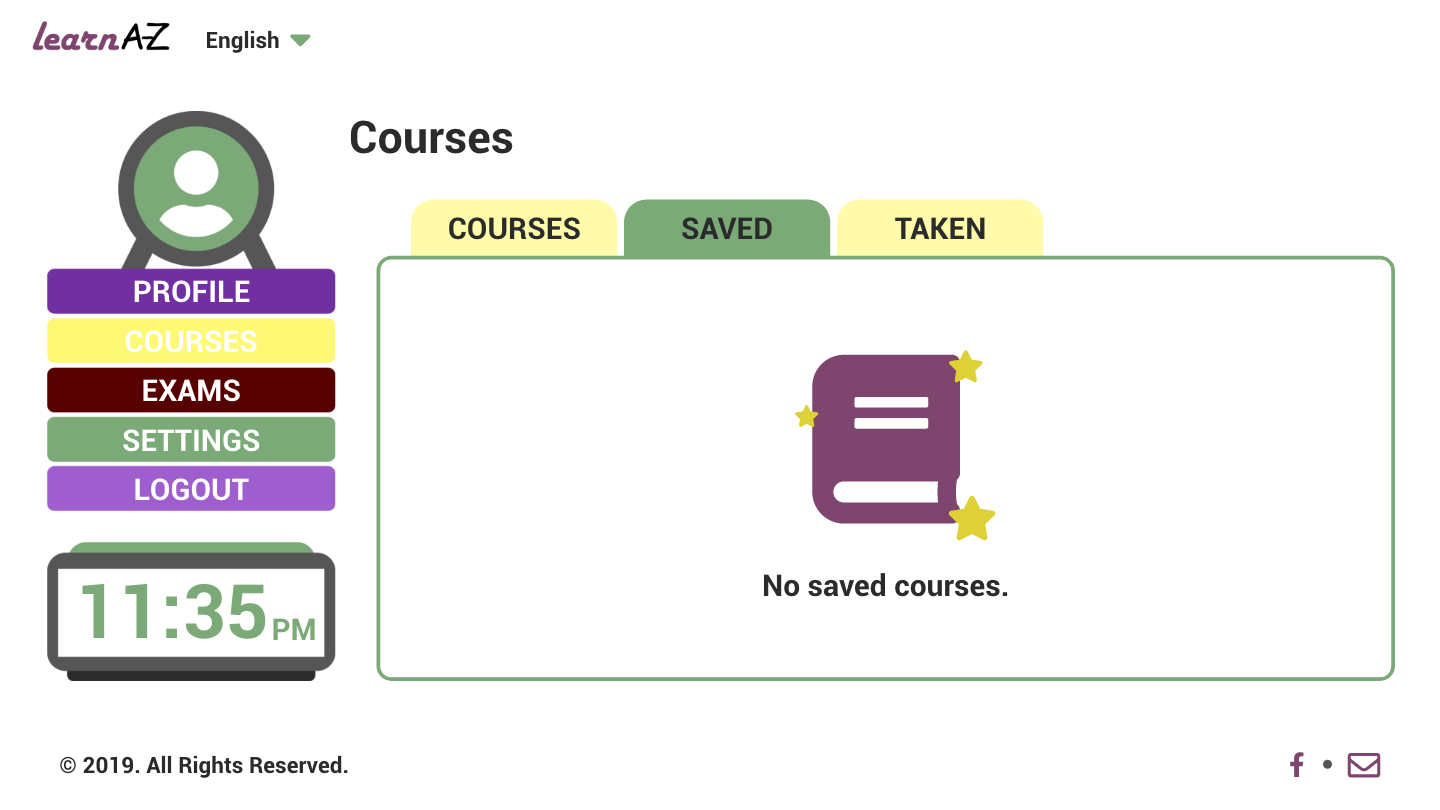 learnA-Z
English
Courses
COURSES
SAVED
TAKEN
PROFILE
COURSES
EXAMS
SETTINGS
LOGOUT
11:35 PM
No saved courses.
© 2019. All Rights Reserved.